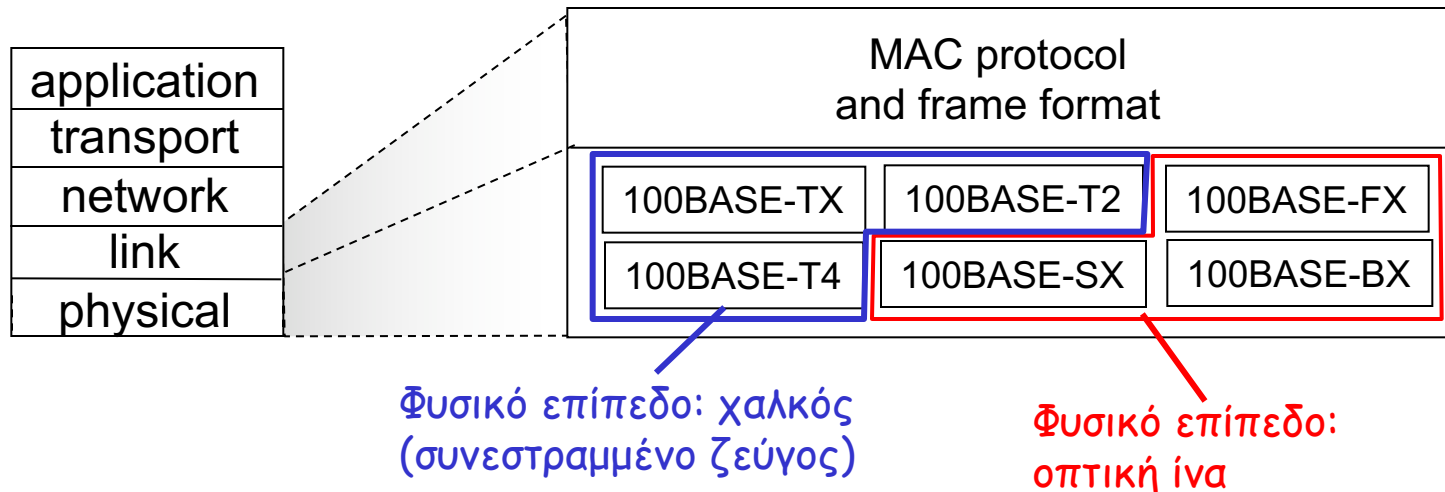 application
transport
network
link
physical
MAC protocol
and frame format
100BASE-TX
100BASE-T2
100BASE-FX
100BASE-T4
100BASE-SX
100BASE-BX
Φυσικό επίπεδο: χαλκός
(συνεστραμμένο ζεύγος)
Φυσικό επίπεδο:
οπτική ίνα